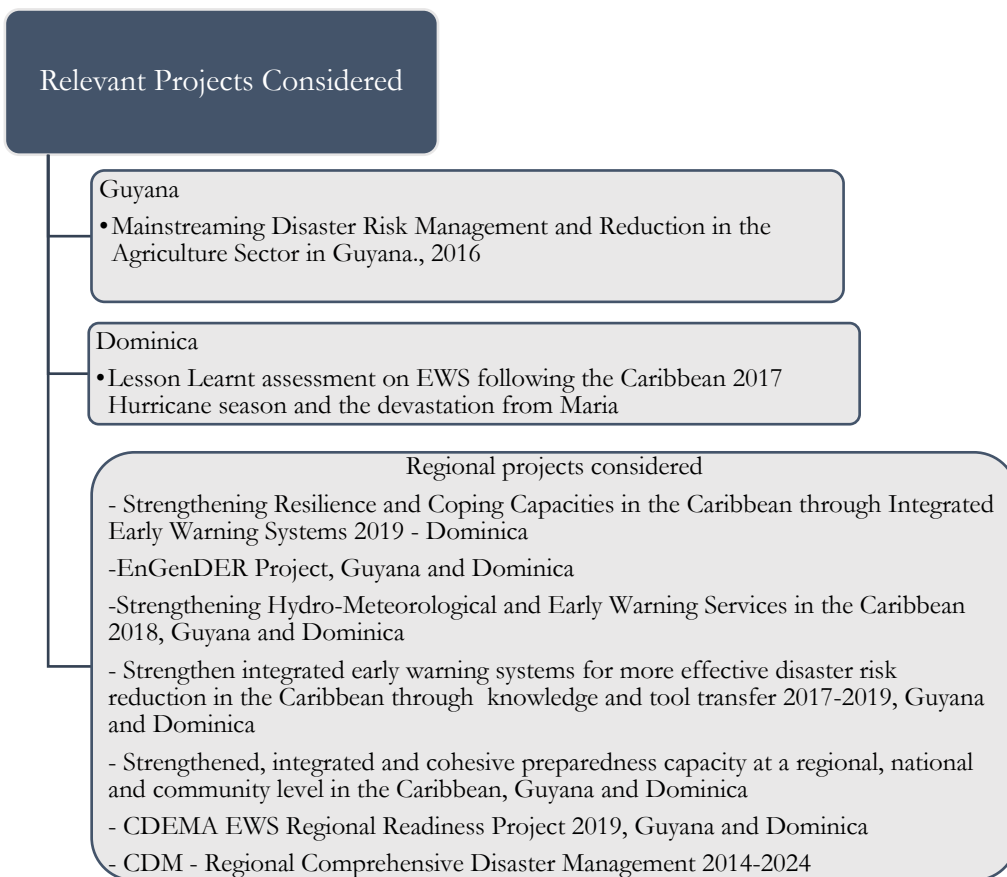 Relevant Projects Considered
Guyana
•Mainstreaming Disaster Risk Management and Reduction in the
Agriculture Sector in Guyana., 2016
Dominica
•Lesson Learnt assessment on EWS following the Caribbean 2017
Hurricane season and the devastation from Maria
Regional projects considered
- Strengthening Resilience and Coping Capacities in the Caribbean through Integrated
Early Warning Systems 2019 - Dominica
-EnGenDER Project, Guyana and Dominica
-Strengthening Hydro-Meteorological and Early Warning Services in the Caribbean
2018, Guyana and Dominica
- Strengthen integrated early warning systems for more effective disaster risk
reduction in the Caribbean through  knowledge and tool transfer 2017-2019, Guyana
and Dominica
- Strengthened, integrated and cohesive preparedness capacity at a regional, national
and community level in the Caribbean, Guyana and Dominica
- CDEMA EWS Regional Readiness Project 2019, Guyana and Dominica
- CDM - Regional Comprehensive Disaster Management 2014-2024